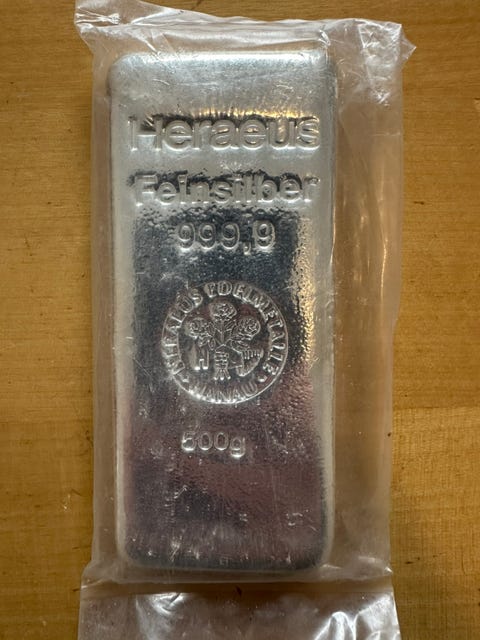 Heraeus
Feinsilber
999,9
HERAEUS EDELMETALLE
HANAU
500g